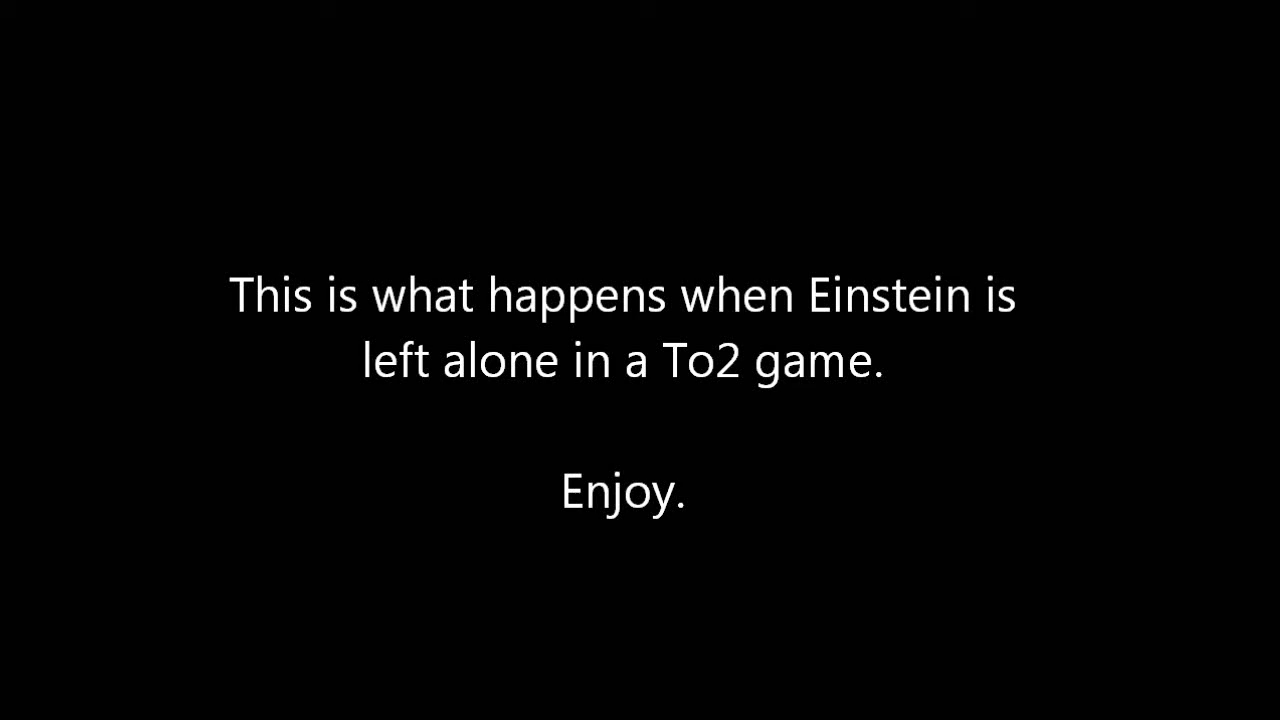 This is what happens when Einstein is
left alone in a To2 game.
Enjoy.